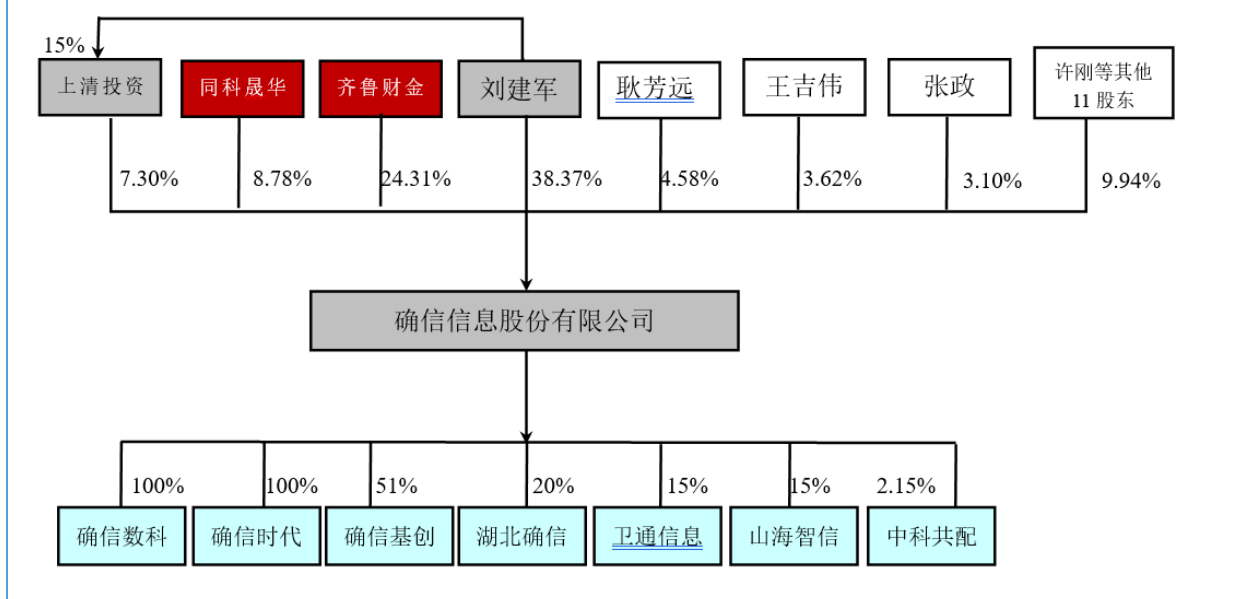 15%
上清投资
同科晟华
齐鲁财金
刘建军
耿芳远
王吉伟
张政
许刚等其他
11 股东
7.30%
8.78%
24.31%
38.37%
4.58%
3.62%
3.10%
9.94%
确信信息股份有限公司
100%
100%
51%
20%
15%
15%
2.15%
确信数科
确信时代
确信基创
湖北确信
卫通信息
山海智信
中科共配